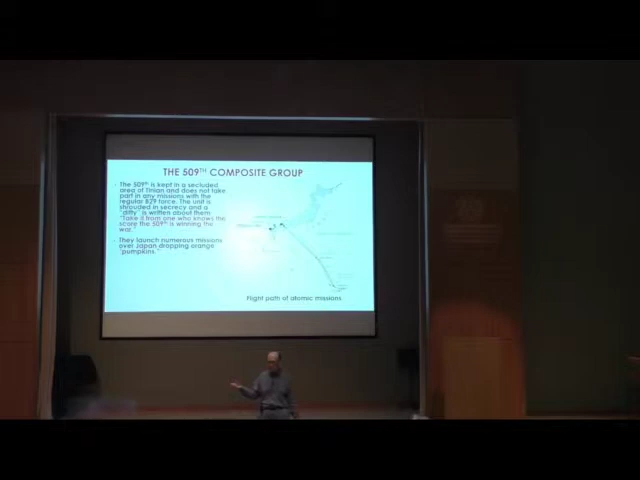 THE 509TH COMPOSITE GROUP
The 509th is kept in a secluded
area of Tinian and does not take
part in any missions with the
regular B29 force. The unit is
shrouded in secrecy and a
"ditty" is written about them
"Take it from one who knows the
score the 509th is winning the
war."
They launch numerous missions
over Japan dropping orange
"pumpkins."
Flight path of atomic missions